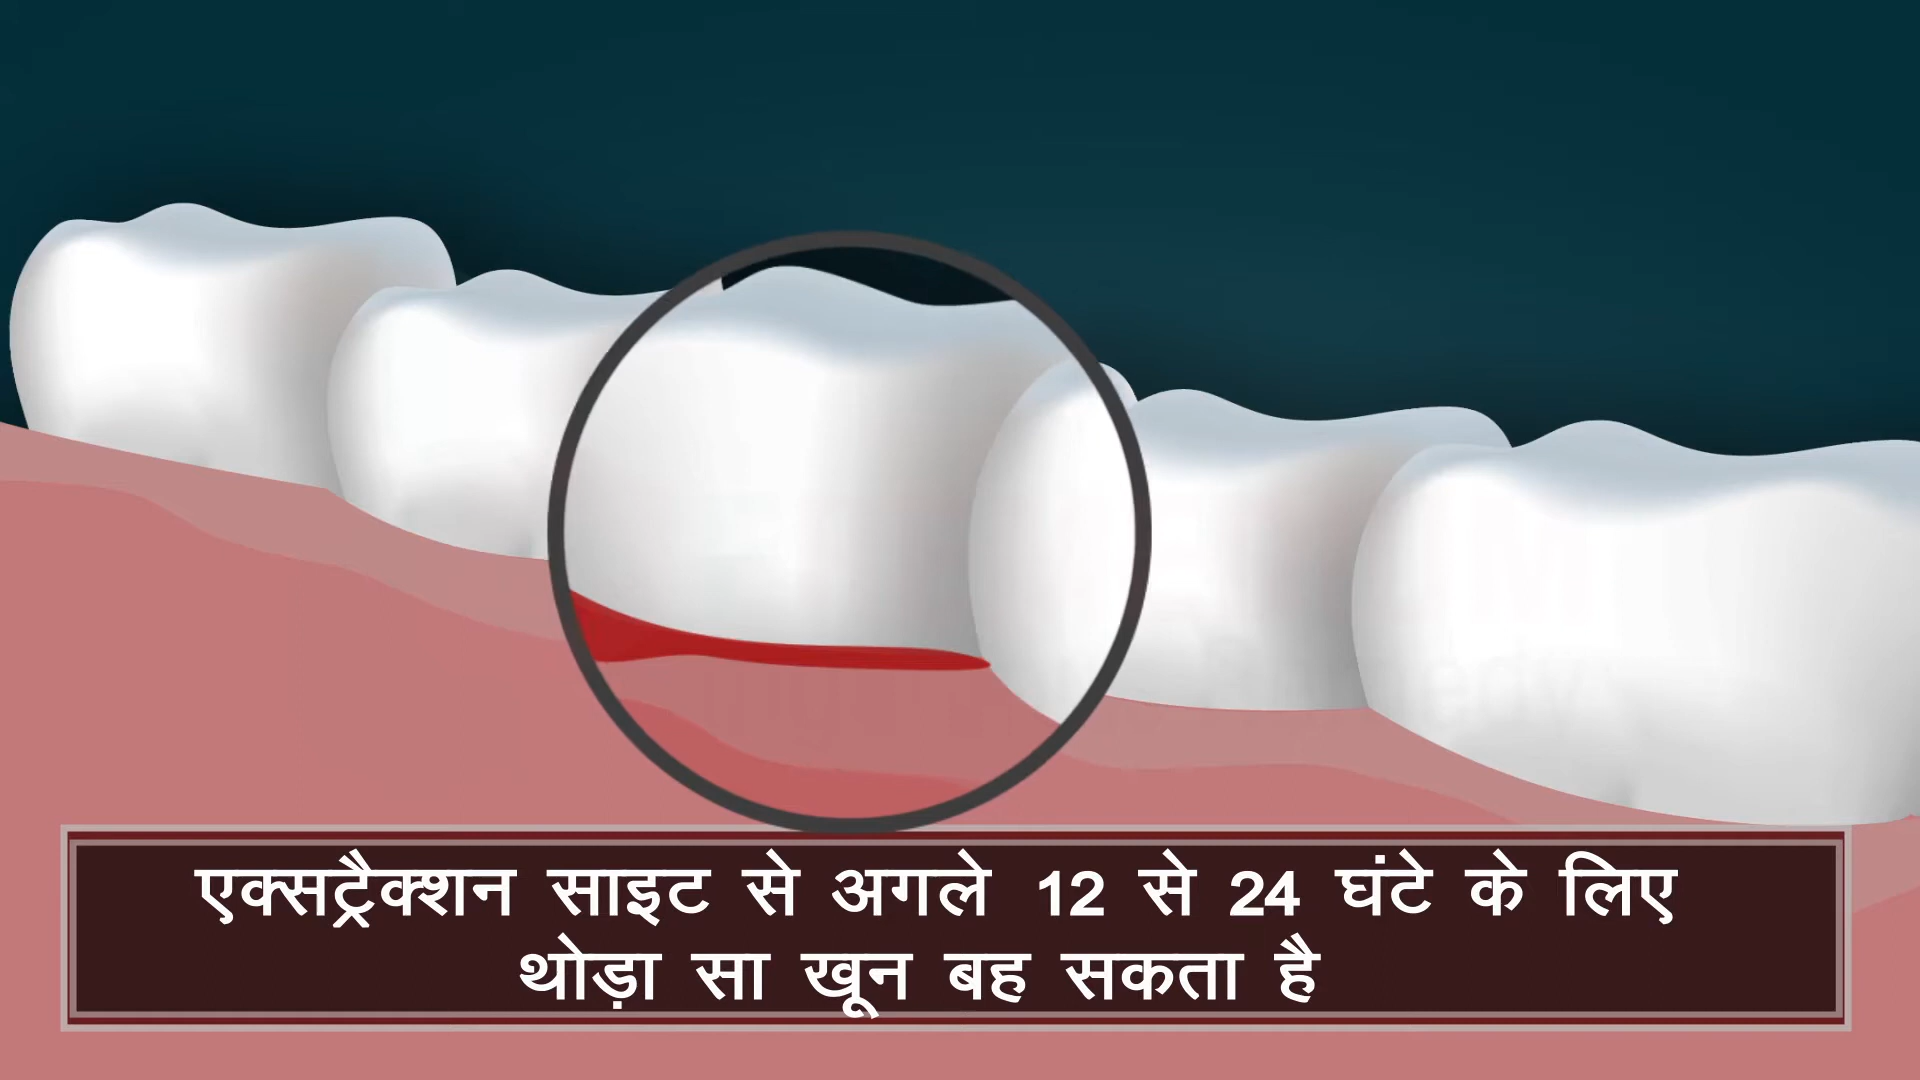 एक्सट्रैक्शन साइट से अगले 12 से 24 घंटे के लिए
थोड़ा सा खून बह सकता है